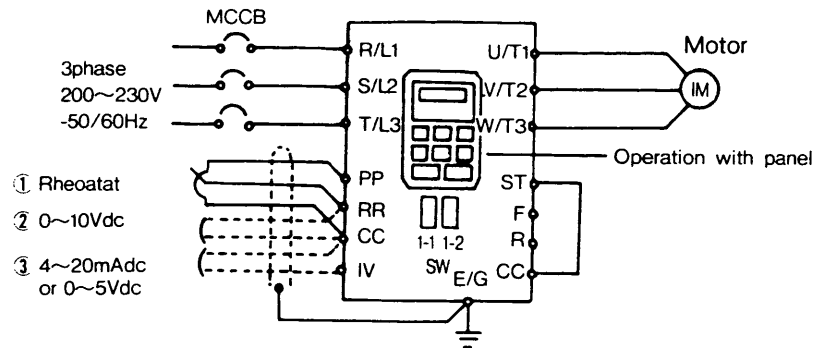 MCCB
3phase
200～230V
-50/60Hz
R/L1
S/L2
T/L3
U/T1
V/T2
W/T3
Motor
IM
Operation with panel
① Rheoatat
② 0～10Vdc
③ 4～20mAdc
or 0～5Vdc
PP
RR
CC
IV
1-1 1-2
SW
E/G
ST
F
R
CC